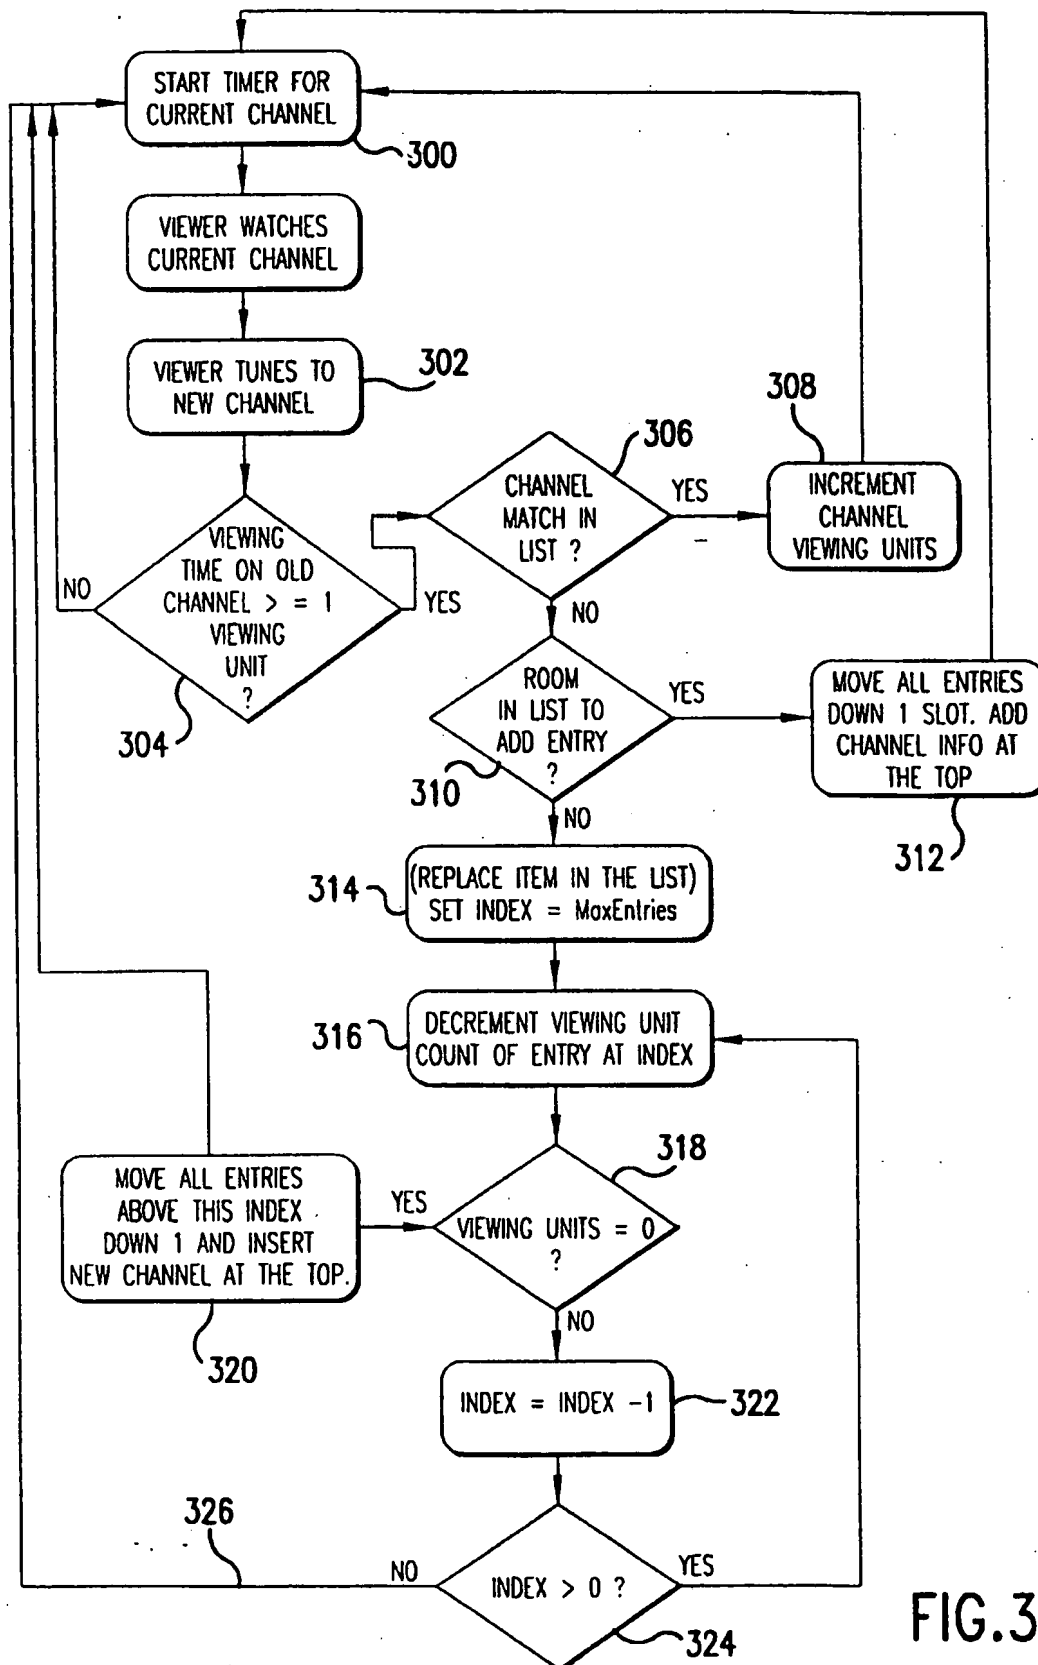 START TIMER FOR
CURRENT CHANNEL
300
VIEWER WATCHES
CURRENT CHANNEL
VIEWER TUNES TO
NEW CHANNEL
302
VIEWING
TIME ON OLD
CHANNEL > = 1
VIEWING
UNIT
?
NO
YES
304
306
CHANNEL
MATCH IN
LIST ?
YES
NO
308
INCREMENT
CHANNEL
VIEWING UNITS
ROOM
IN LIST TO
ADD ENTRY
?
YES
NO
310
MOVE ALL ENTRIES
DOWN 1 SLOT. ADD
CHANNEL INFO AT
THE TOP
312
314
(REPLACE ITEM IN THE LIST)
SET INDEX = MaxEntries
316
DECREMENT VIEWING UNIT
COUNT OF ENTRY AT INDEX
318
VIEWING UNITS = 0
?
YES
NO
MOVE ALL ENTRIES
ABOVE THIS INDEX
DOWN 1 AND INSERT
NEW CHANNEL AT THE TOP.
320
INDEX = INDEX -1
322
326
NO
INDEX > 0 ?
YES
324
FIG.3